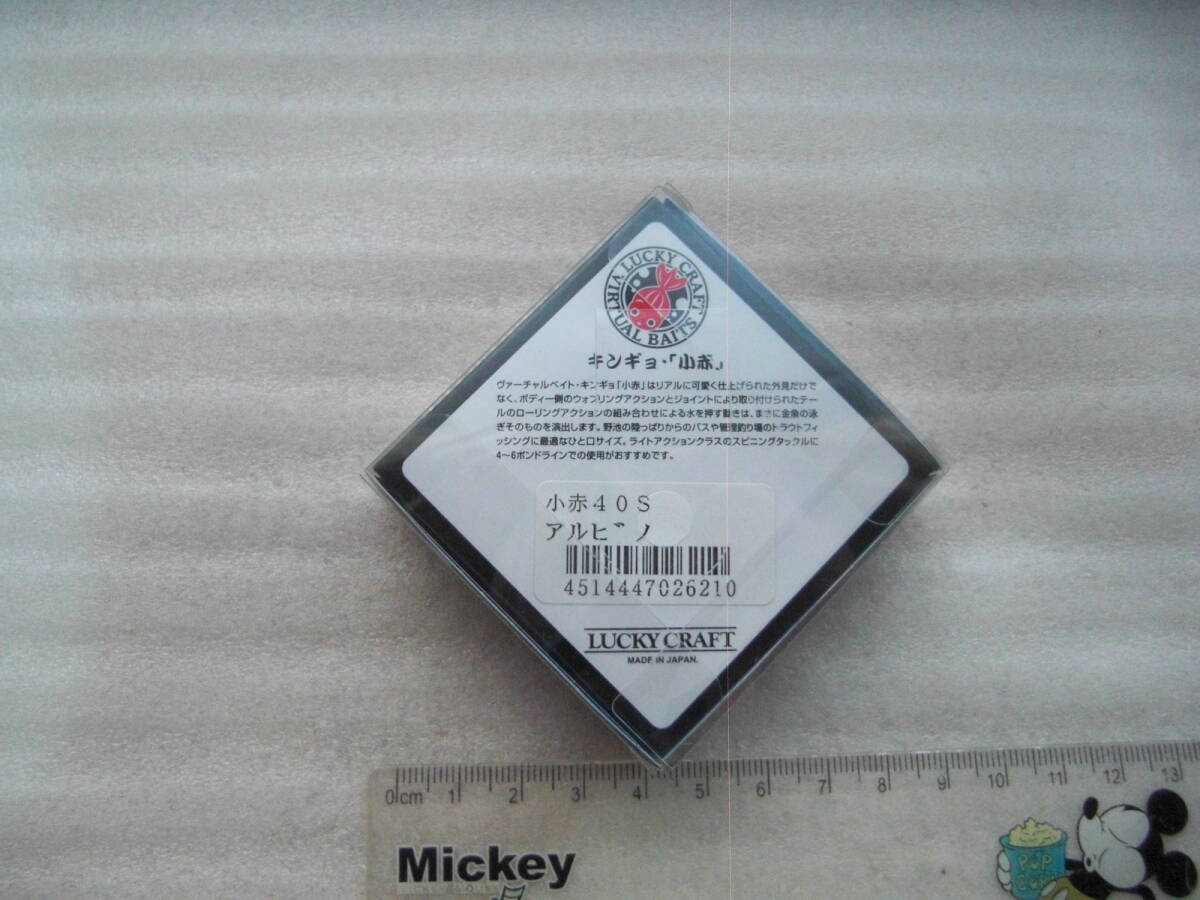 LUCKY CRAFT
VIRTUAL BAITS
キンギョ・「小赤」
ヴァーチャルベイト・キンギョ「小赤」はリアルに可愛く仕上げられた外見だけで
なく、ボディー側のウォブリングアクションとジョイントにより取り付けられたテー
ルのローリングアクションの組み合わせによる水を押す動きは、まさに金魚の泳
ぎそのものを演出します。野池の陸っぱりからのバスや管理釣り場のトラウトフィ
ッシングに最適なひと口サイズ。ライトアクションクラスのスピニングタックルに
4〜6ポンドラインでの使用がおすすめです。
小赤40S
アルビノ
4514447026210
LUCKY CRAFT
MADE IN JAPAN.
0cm 1 2 3 4 5 6 7 8 9 10 11 12 13
Mickey
MICKEY MOUSE
POP